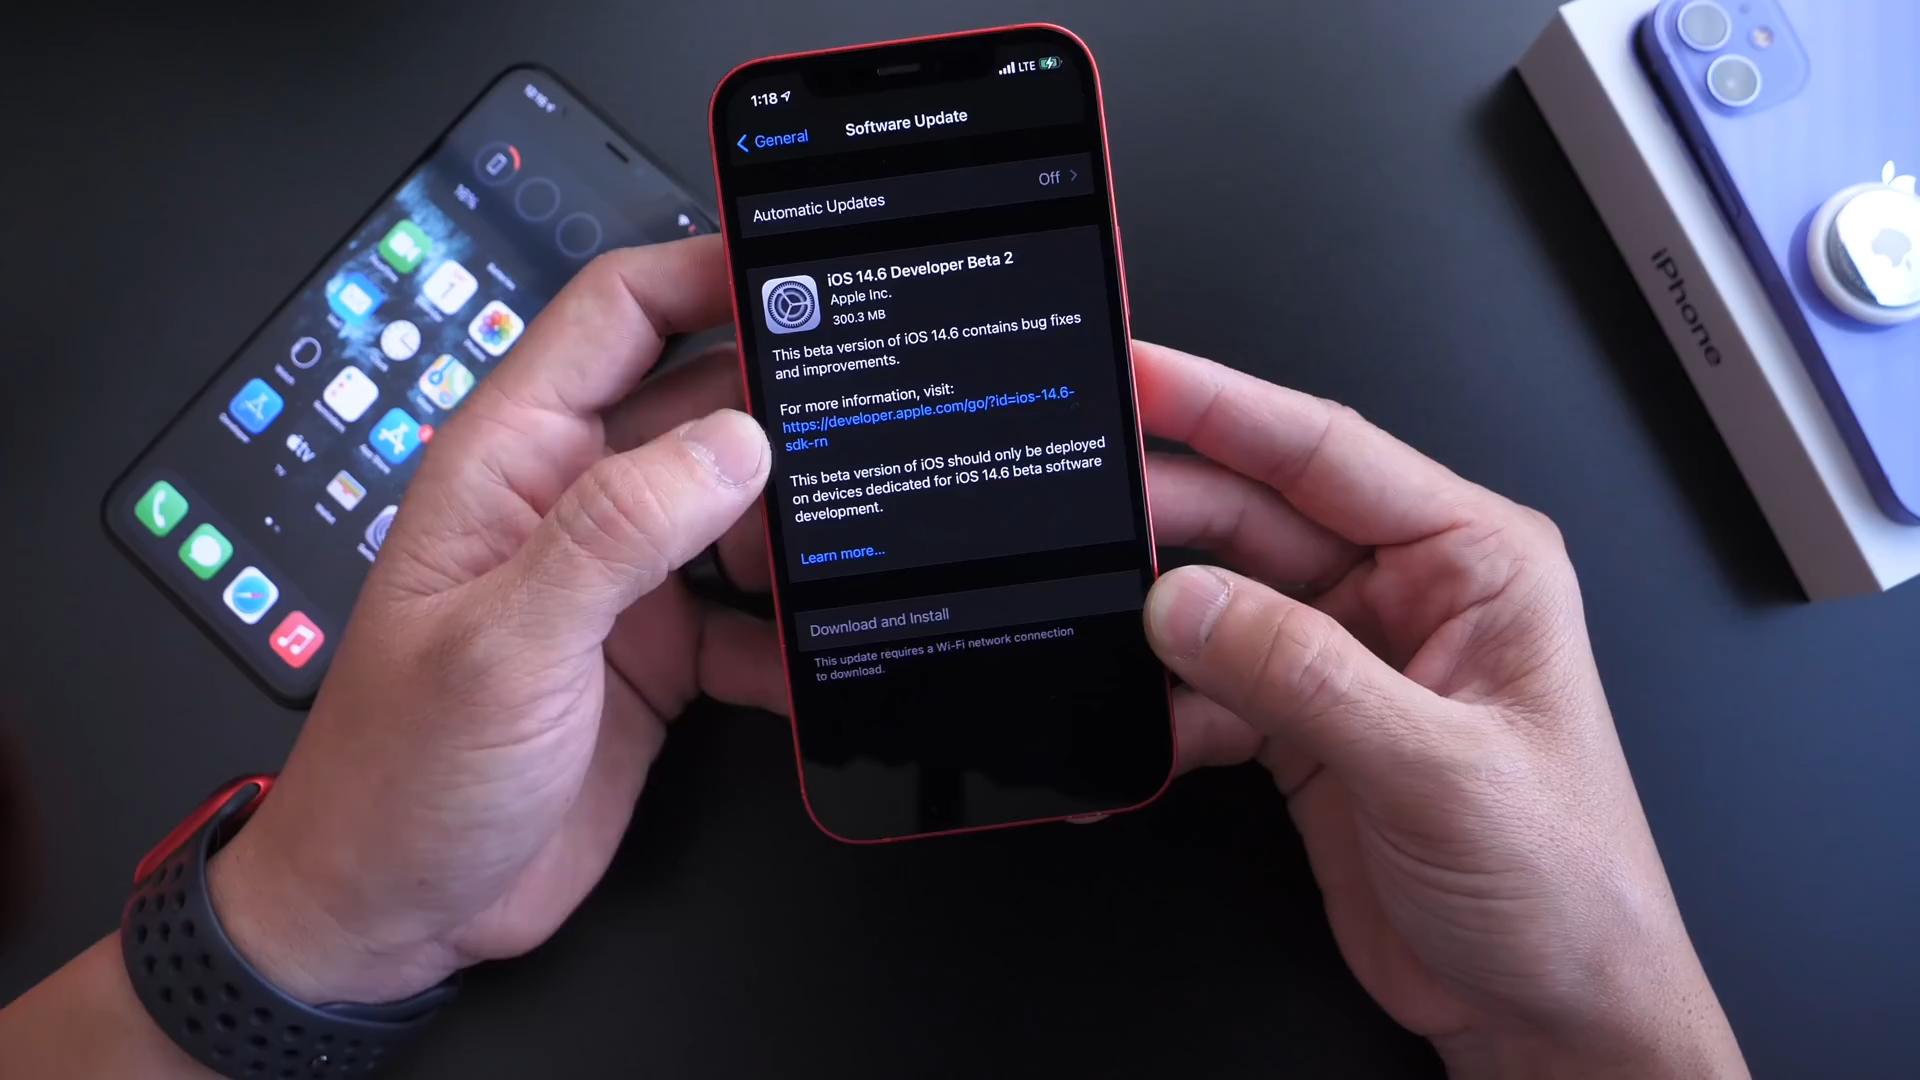 1:18
LTE
General
Software Update
Automatic Updates
Off
iOS 14.6 Developer Beta 2
Apple Inc.
300.3 MB
This beta version of iOS 14.6 contains bug fixes
and improvements.
For more information, visit:
https://developer.apple.com/go/?id=ios-14.6-
sdk-rn
This beta version of iOS should only be deployed
on devices dedicated for iOS 14.6 beta software
development.
Learn more...
Download and Install
This update requires a Wi-Fi network connection
to download.
iPhone
tv